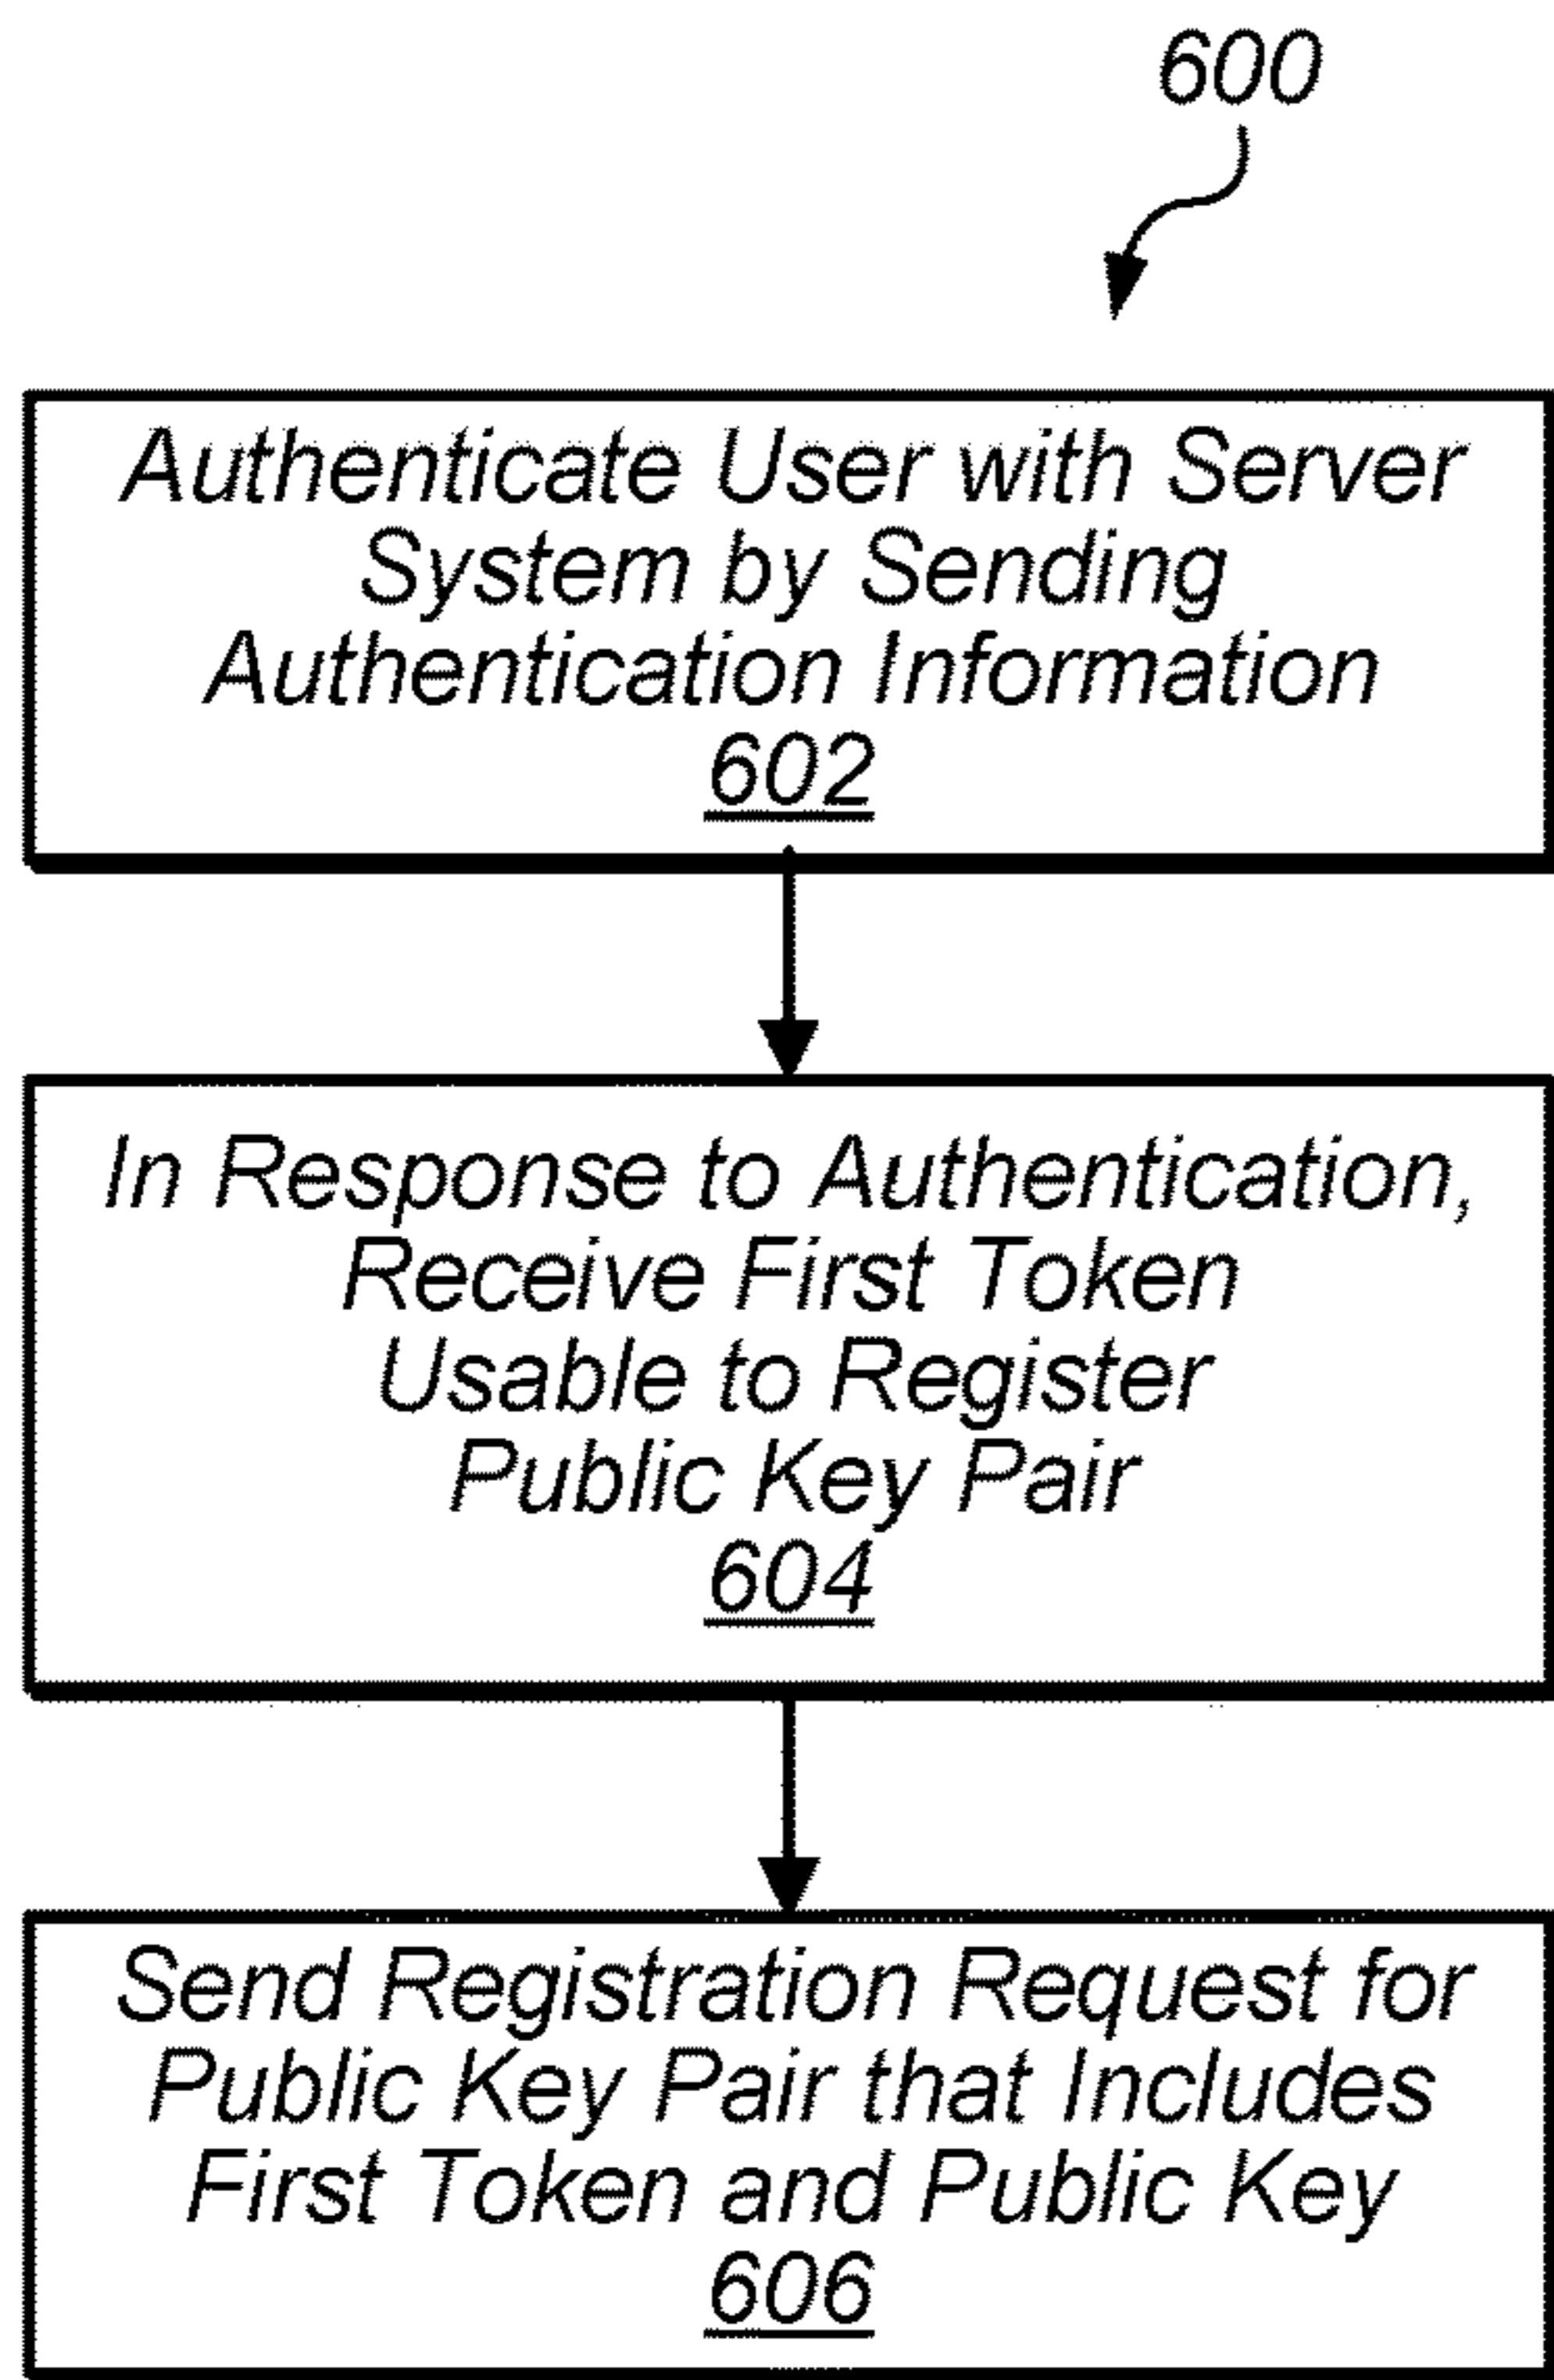 600
Authenticate User with Server
System by Sending
Authentication Information
602
In Response to Authentication,
Receive First Token
Usable to Register
Public Key Pair
604
Send Registration Request for
Public Key Pair that Includes
First Token and Public Key
606